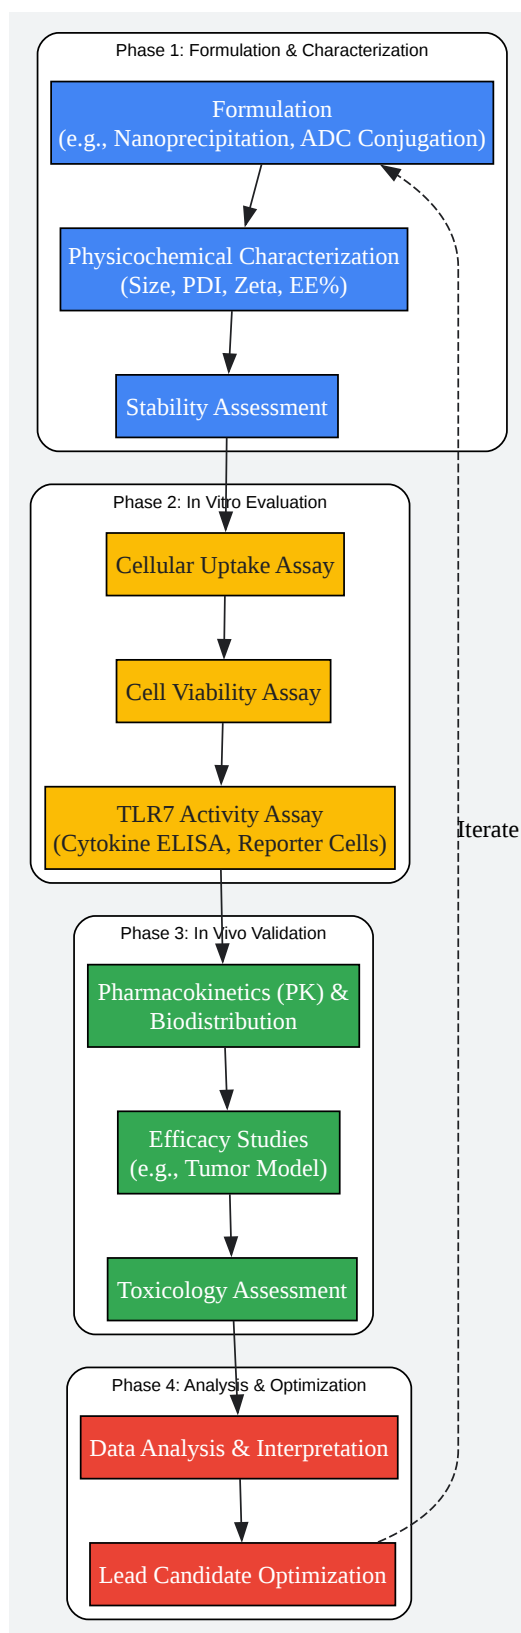 Phase 1: Formulation & Characterization
Formulation
(e.g., Nanoprecipitation, ADC Conjugation)
Physicochemical Characterization
(Size, PDI, Zeta, EE%)
Stability Assessment
Phase 2: In Vitro Evaluation
Cellular Uptake Assay
Cell Viability Assay
TLR7 Activity Assay
(Cytokine ELISA, Reporter Cells)
Iterate
Phase 3: In Vivo Validation
Pharmacokinetics (PK) &
Biodistribution
Efficacy Studies
(e.g., Tumor Model)
Toxicology Assessment
Phase 4: Analysis & Optimization
Data Analysis & Interpretation
Lead Candidate Optimization